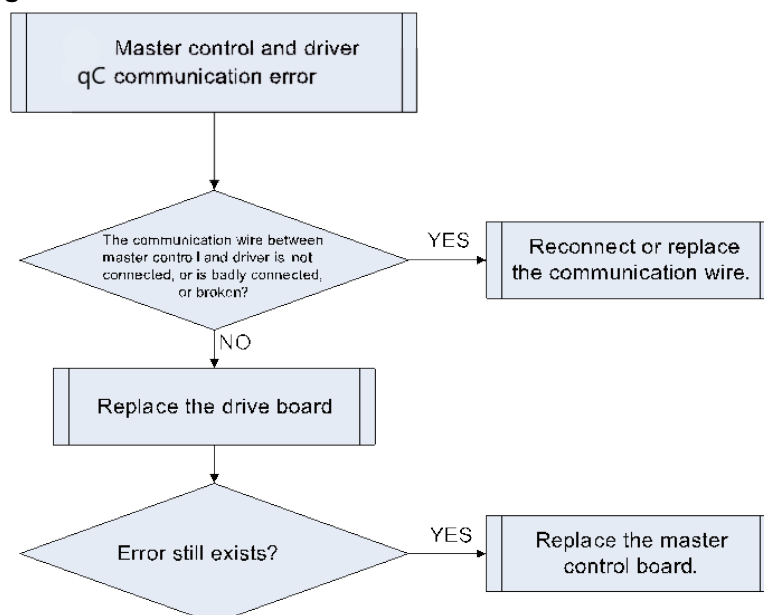 g
Master control and driver
qC communication error
The communication wire between
master control and driver is not
connected, or is badly connected,
or broken?
YES
Reconnect or replace
the communication wire.
NO
Replace the drive board
Error still exists?
YES
Replace the master
control board.